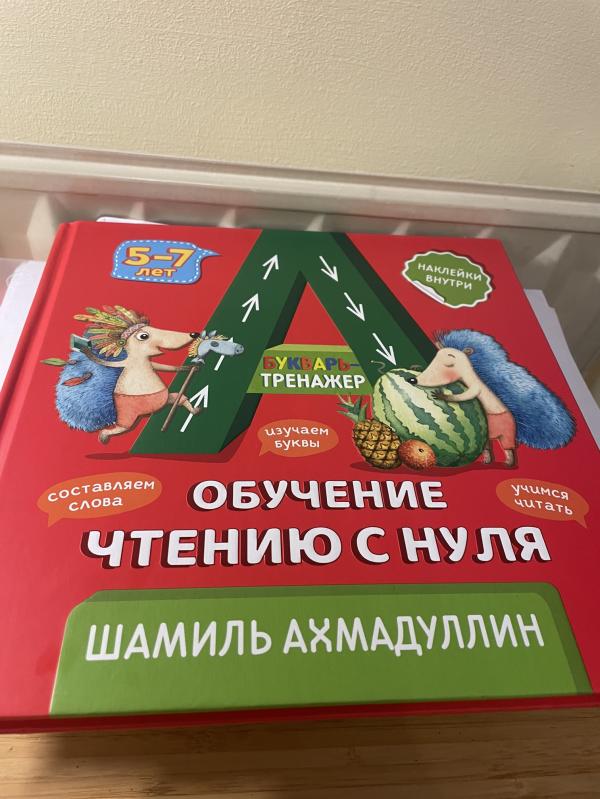 5–7
лет
НАКЛЕЙКИ
ВНУТРИ
А
БУКВАРЬ-
ТРЕНАЖЕР
изучаем
буквы
составляем
слова
учимся
читать
ОБУЧЕНИЕ
ЧТЕНИЮ С НУЛЯ
ШАМИЛЬ АХМАДУЛЛИН